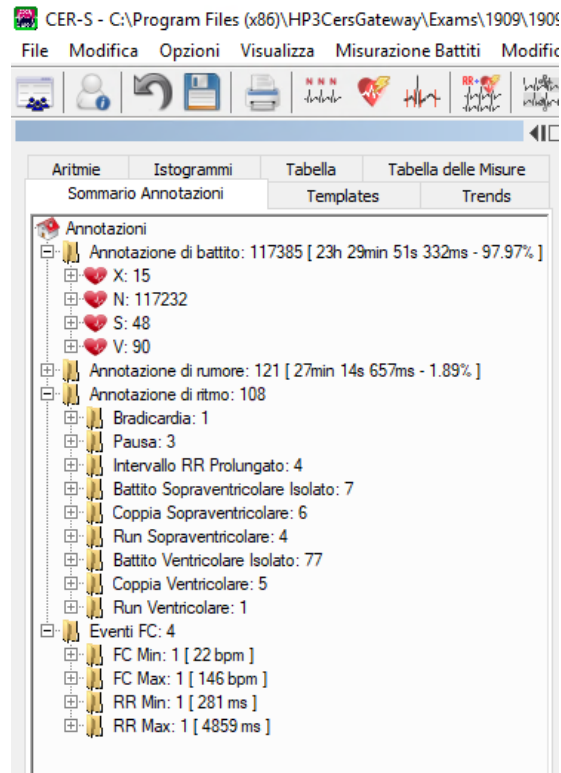 CER-S - C:\Program Files (x86)\HP3CersGateway\Exams\1909\1909
File Modifica Opzioni Visualizza Misurazione Battiti Modific
N N N
RR+
Aritmie Istogrammi Tabella Tabella delle Misure
Sommario Annotazioni Templates Trends
Annotazioni
Annotazione di battito: 117385 [ 23h 29min 51s 332ms - 97.97% ]
X: 15
N: 117232
S: 48
V: 90
Annotazione di rumore: 121 [ 27min 14s 657ms - 1.89% ]
Annotazione di ritmo: 108
Bradicardia: 1
Pausa: 3
Intervallo RR Prolungato: 4
Battito Sopraventricolare Isolato: 7
Coppia Sopraventricolare: 6
Run Sopraventricolare: 4
Battito Ventricolare Isolato: 77
Coppia Ventricolare: 5
Run Ventricolare: 1
Eventi FC: 4
FC Min: 1 [ 22 bpm ]
FC Max: 1 [ 146 bpm ]
RR Min: 1 [ 281 ms ]
RR Max: 1 [ 4859 ms ]